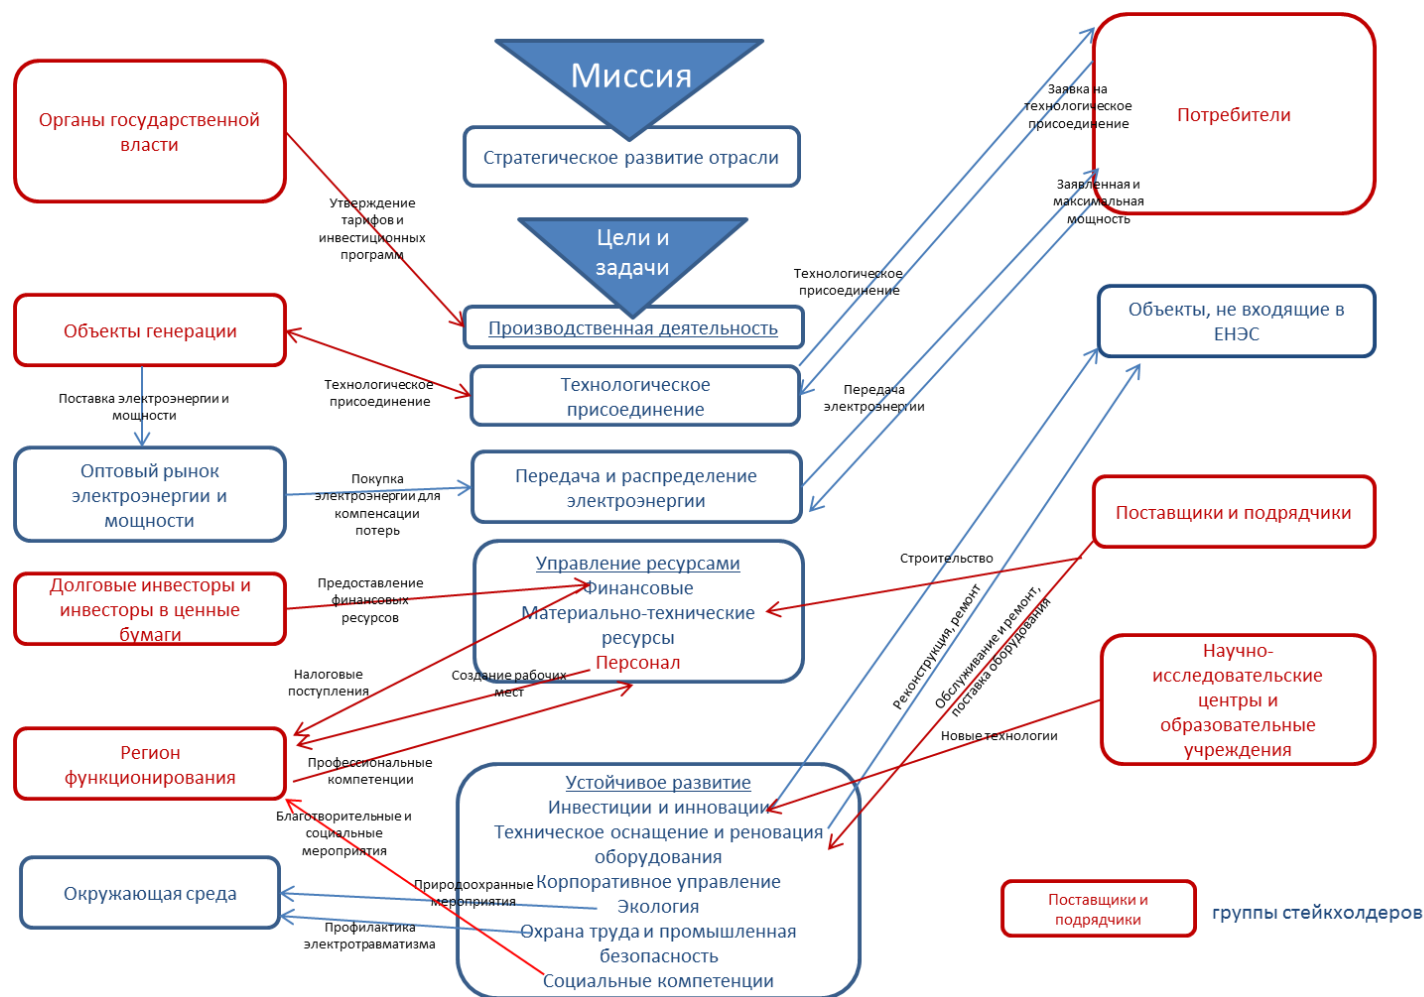 Миссия
Стратегическое развитие отрасли
Цели и
задачи
Производственная деятельность
Технологическое
присоединение
Передача и распределение
электроэнергии
Управление ресурсами
Финансовые
Материально-технические
ресурсы
Персонал
Устойчивое развитие
Инвестиции и инновации
Техническое оснащение и реновация
оборудования
Корпоративное управление
Экология
Охрана труда и промышленная
безопасность
Социальные компетенции
Органы государственной
власти
Утверждение
тарифов и
инвестиционных
программ
Объекты генерации
Технологическое
присоединение
Поставка электроэнергии и
мощности
Оптовый рынок
электроэнергии и
мощности
Покупка
электроэнергии для
компенсации
потерь
Долговые инвесторы и
инвесторы в ценные
бумаги
Предоставление
финансовых
ресурсов
Налоговые
поступления
Создание рабочих
мест
Регион
функционирования
Профессиональные
компетенции
Благотворительные и
социальные
мероприятия
Окружающая среда
Природоохранные
мероприятия
Профилактика
электротравматизма
Потребители
Заявка на
технологическое
присоединение
Заявленная и
максимальная
мощность
Технологическое
присоединение
Передача
электроэнергии
Объекты, не входящие в
ЕНЭС
Поставщики и подрядчики
Строительство
Реконструкция, ремонт
Обслуживание и ремонт,
поставка оборудования
Научно-
исследовательские
центры и
образовательные
учреждения
Новые технологии
Поставщики и
подрядчики
группы стейкхолдеров